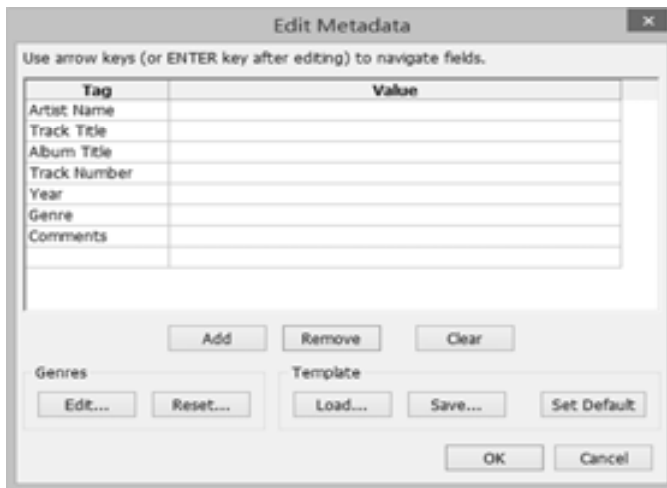 Edit Metadata
Use arrow keys (or ENTER key after editing) to navigate fields.
Tag Value
Artist Name
Track Title
Album Title
Track Number
Year
Genre
Comments
Add Remove Clear
Genres Template
Edit... Reset... Load... Save... Set Default
OK Cancel